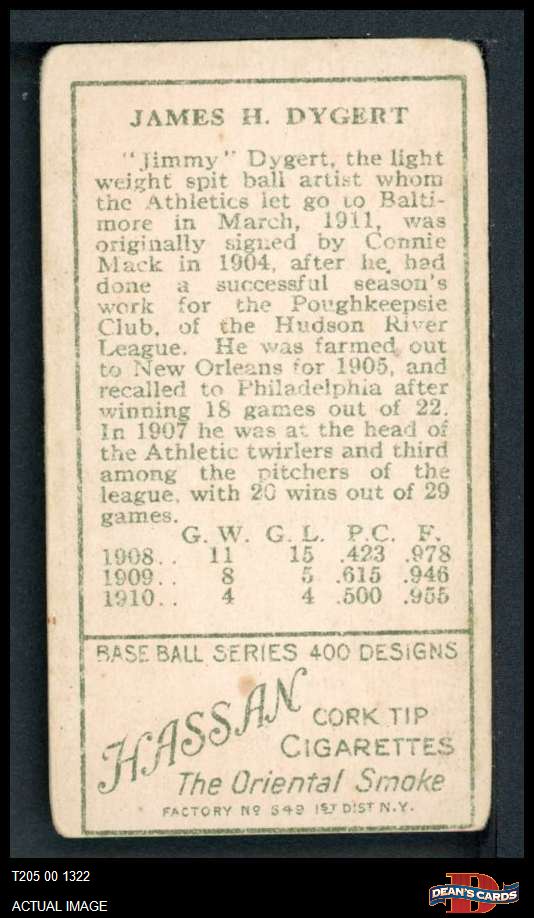 JAMES H. DYGERT
"Jimmy" Dygert, the light
weight spit ball artist whom
the Athletics let go to Balti-
more in March, 1911, was
originally signed by Connie
Mack in 1904, after he had
done a successful season's
work for the Poughkeepsie
Club, of the Hudson River
League. He was farmed out
to New Orleans for 1905, and
recalled to Philadelphia after
winning 18 games out of 22.
In 1907 he was at the head of
the Athletic twirlers and third
among the pitchers of the
league, with 20 wins out of 29
games.
G. W. G. L. P.C. F.
1908.. 11 15 .423 .978
1909.. 8 5 .615 .946
1910.. 4 4 .500 .955
BASE BALL SERIES 400 DESIGNS
HASSAN
CORK TIP
CIGARETTES
The Oriental Smoke
FACTORY No 649 1ST DIST N.Y.
T205 00 1322
ACTUAL IMAGE
DEAN'S CARDS